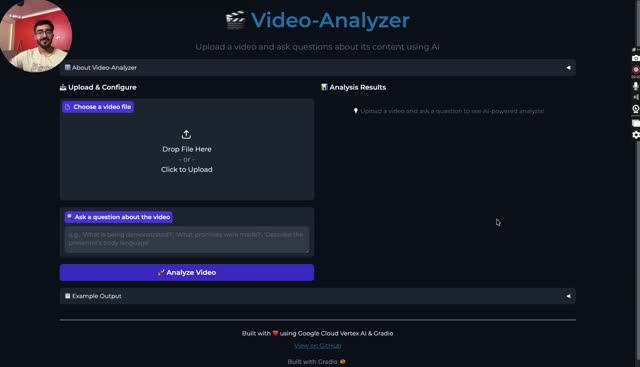 Video-Analyzer
Upload a video and ask questions about its content using AI
About Video-Analyzer
Upload & Configure
Analysis Results
Choose a video file
Upload a video and ask a question to see AI-powered analysis!
Drop File Here
- or -
Click to Upload
Ask a question about the video
e.g., 'What is being demonstrated?', 'What promises were made?', 'Describe the
presenter's body language'
Analyze Video
Example Output
Built with ❤️ using Google Cloud Vertex AI & Gradio
View on GitHub
Built with Gradio